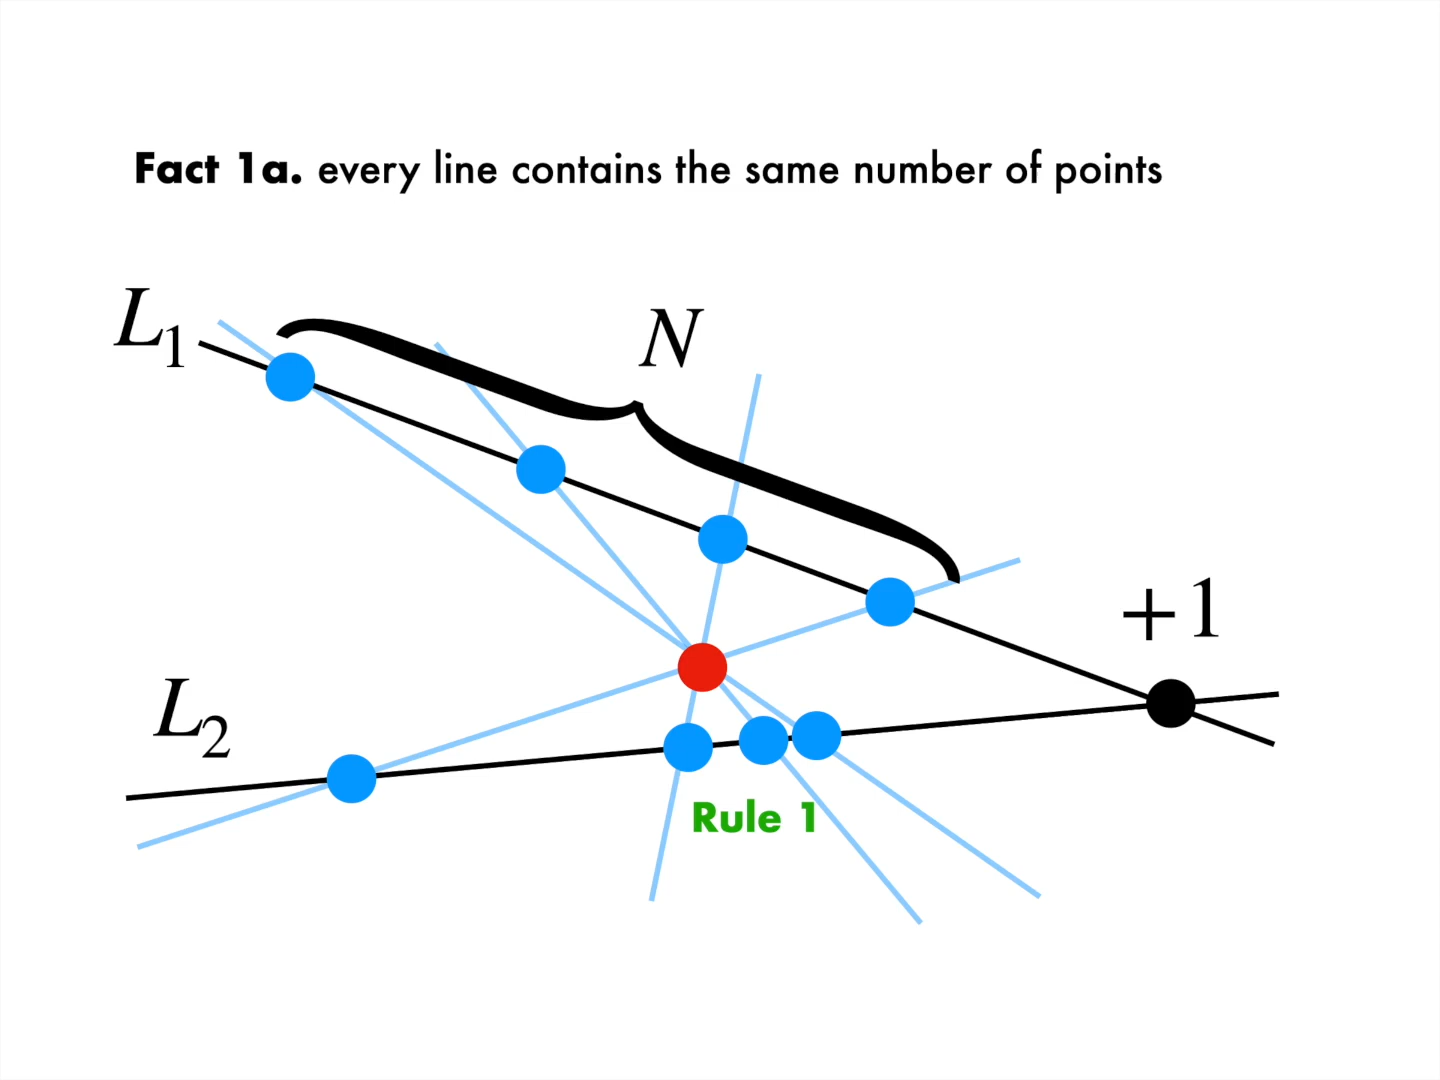 Fact 1a. every line contains the same number of points
L₁
N
+1
L₂
Rule 1